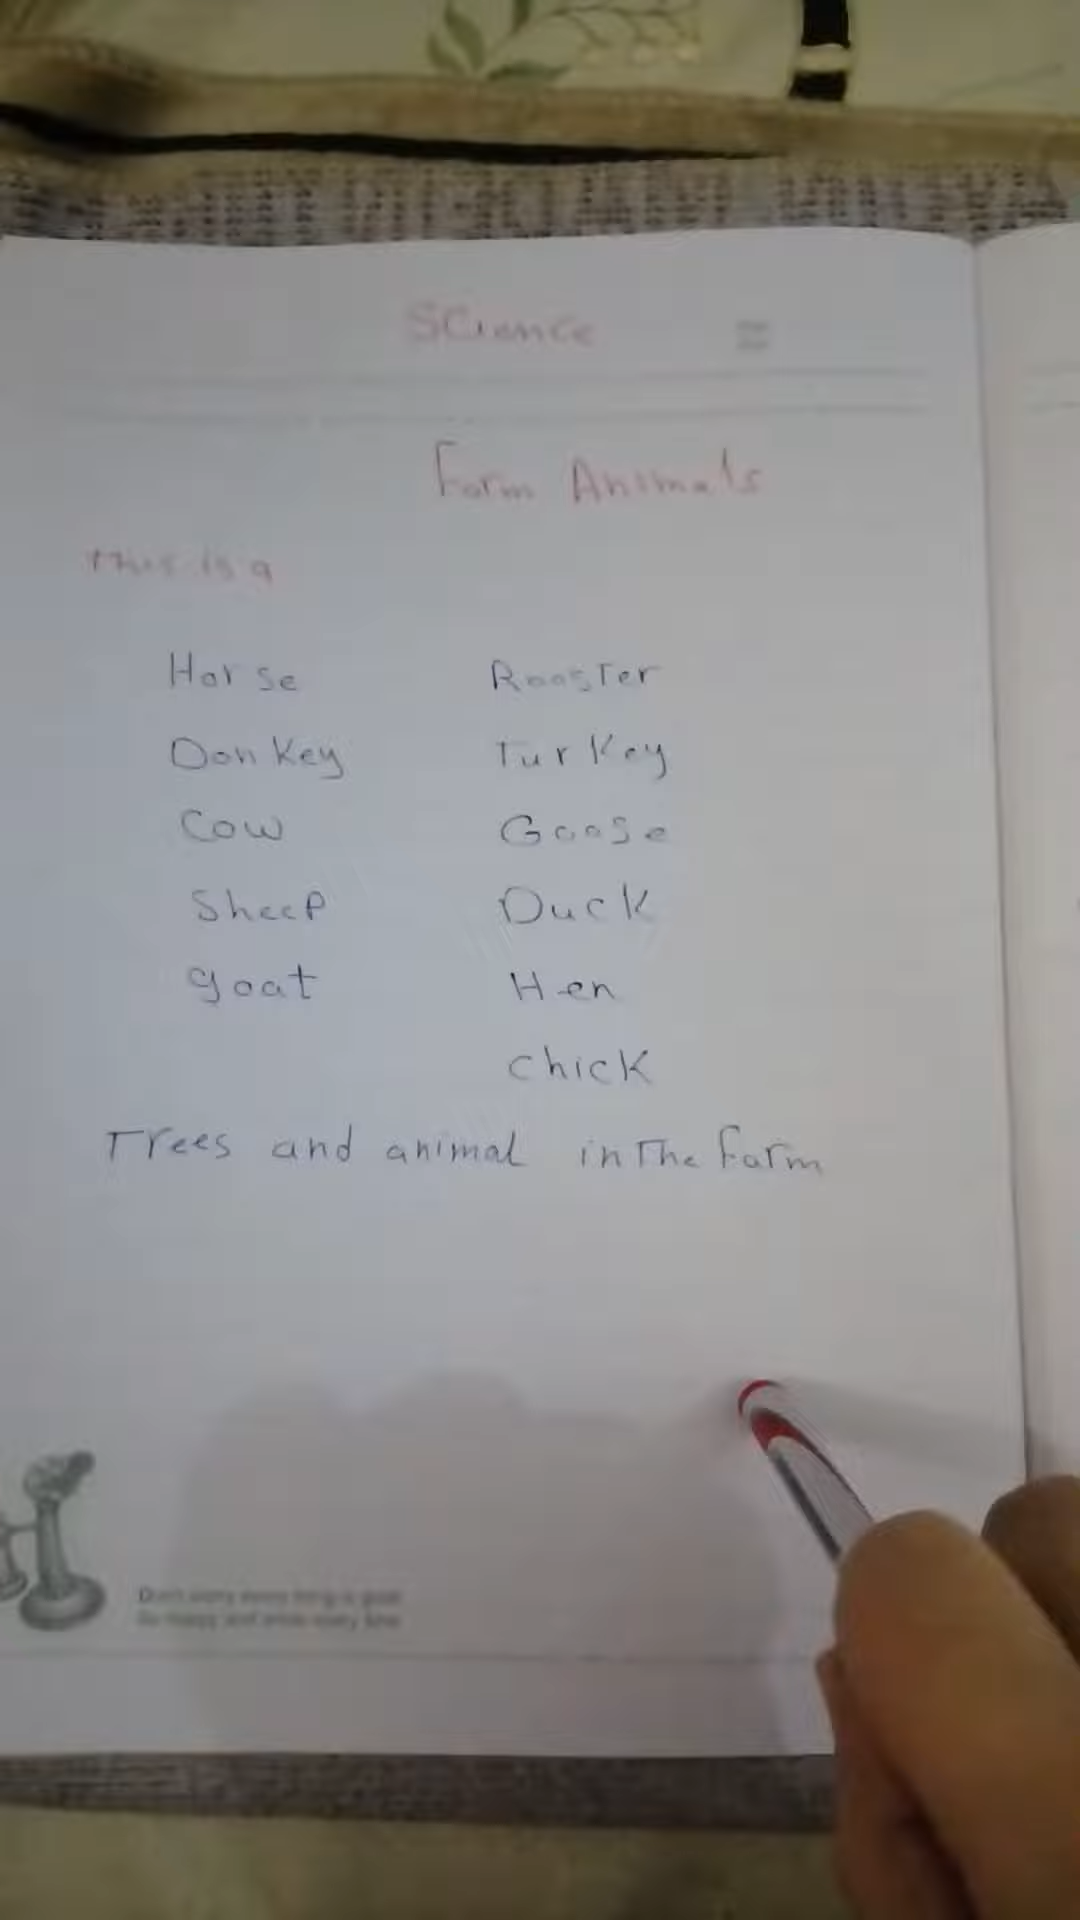 Science
Farm Animals
This is a
Horse Rooster
Donkey Turkey
Cow Goose
Sheep Duck
goat Hen
chick
Trees and animal in The farm